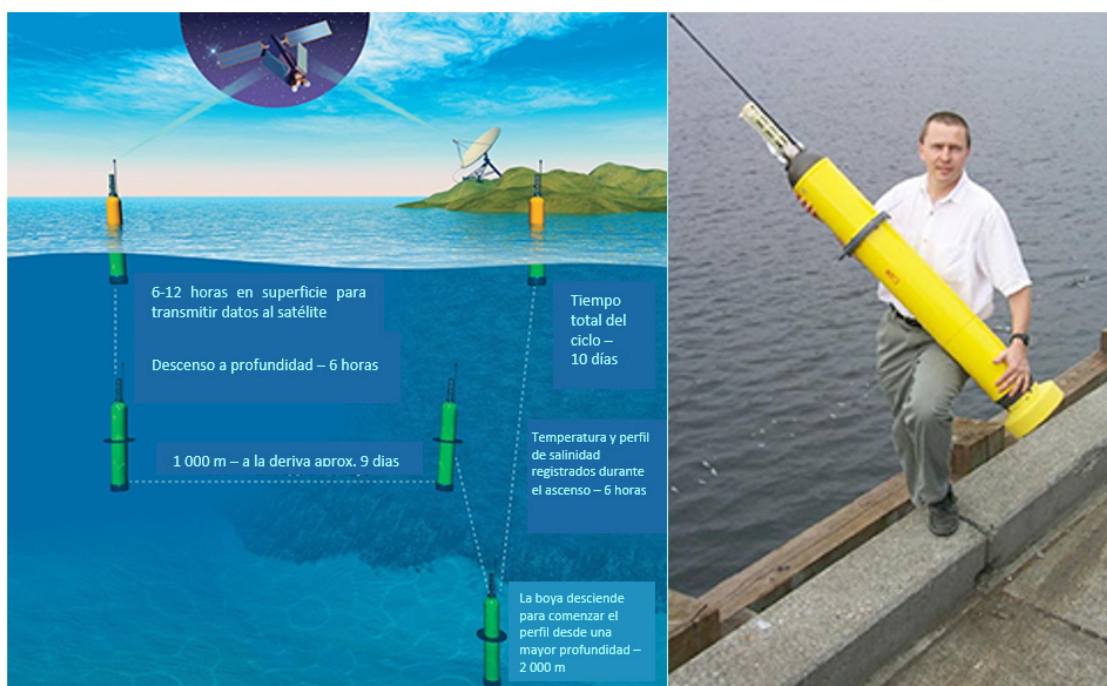 6-12 horas en superficie para
transmitir datos al satélite
Descenso a profundidad – 6 horas
1 000 m – a la deriva aprox. 9 dias
Tiempo
total del
ciclo –
10 días
Temperatura y perfil
de salinidad
registrados durante
el ascenso – 6 horas
La boya desciende
para comenzar el
perfil desde una
mayor profundidad –
2 000 m